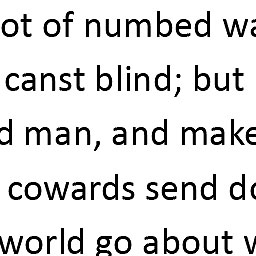 ot of numbed wa
canst blind; but
d man, and make
cowards send do
world go about w